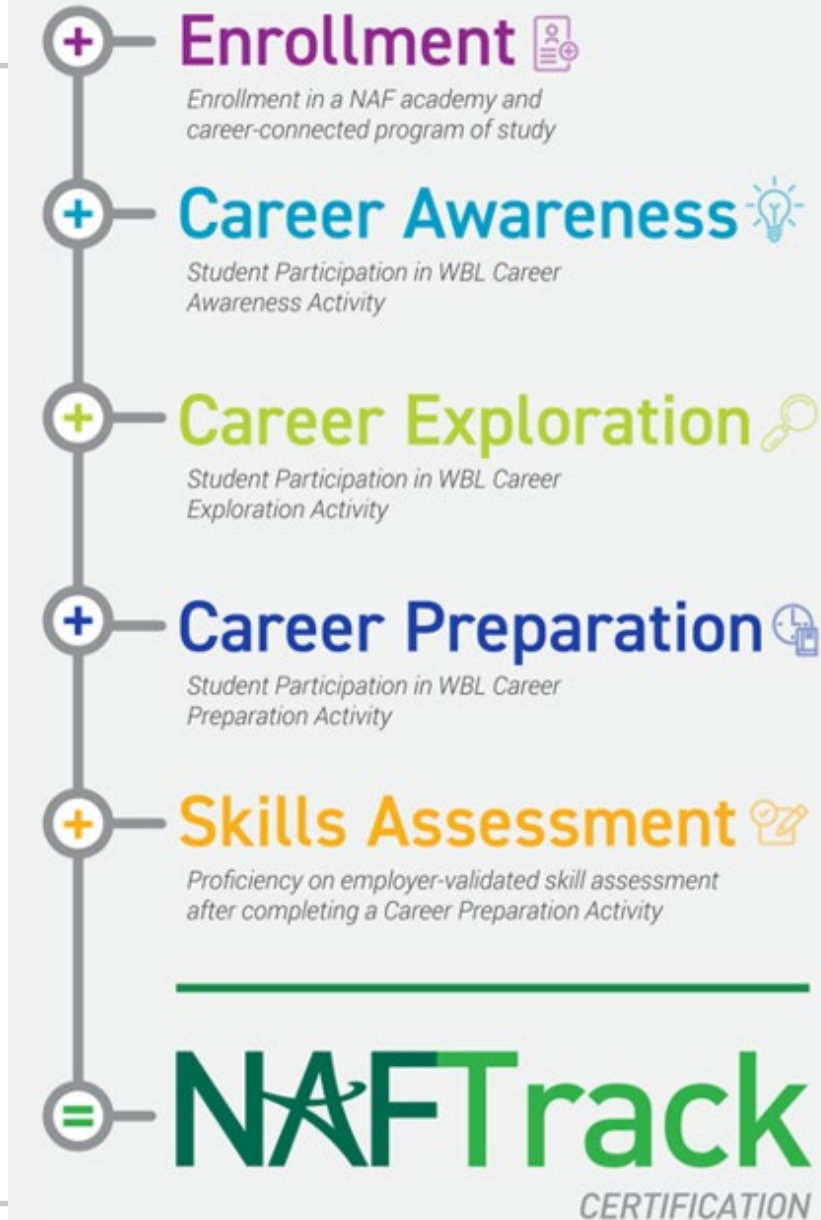 + Enrollment
Enrollment in a NAF academy and
career-connected program of study
+ Career Awareness
Student Participation in WBL Career
Awareness Activity
+ Career Exploration
Student Participation in WBL Career
Exploration Activity
+ Career Preparation
Student Participation in WBL Career
Preparation Activity
+ Skills Assessment
Proficiency on employer-validated skill assessment
after completing a Career Preparation Activity
= NAFTrack
CERTIFICATION